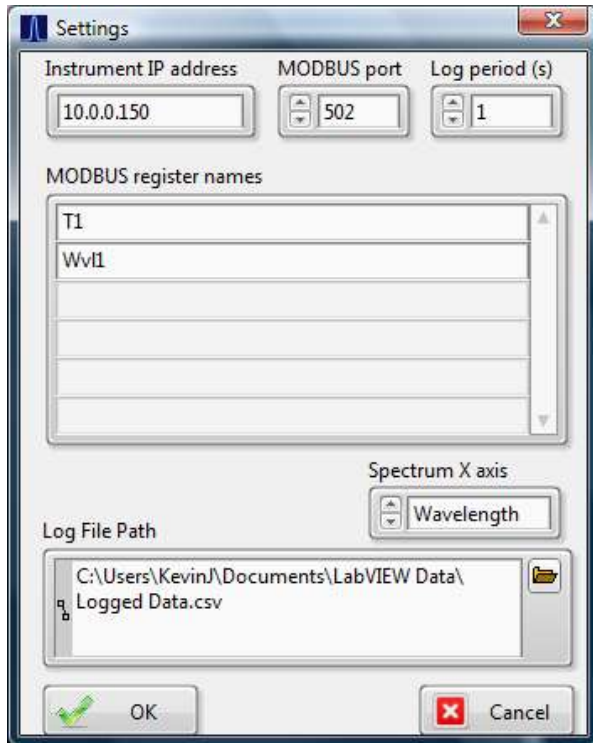 Settings
Instrument IP address MODBUS port Log period (s)
10.0.0.150 502 1
MODBUS register names
T1
Wvl1
Spectrum X axis
Wavelength
Log File Path
C:\Users\KevinJ\Documents\LabVIEW Data\
Logged Data.csv
OK Cancel